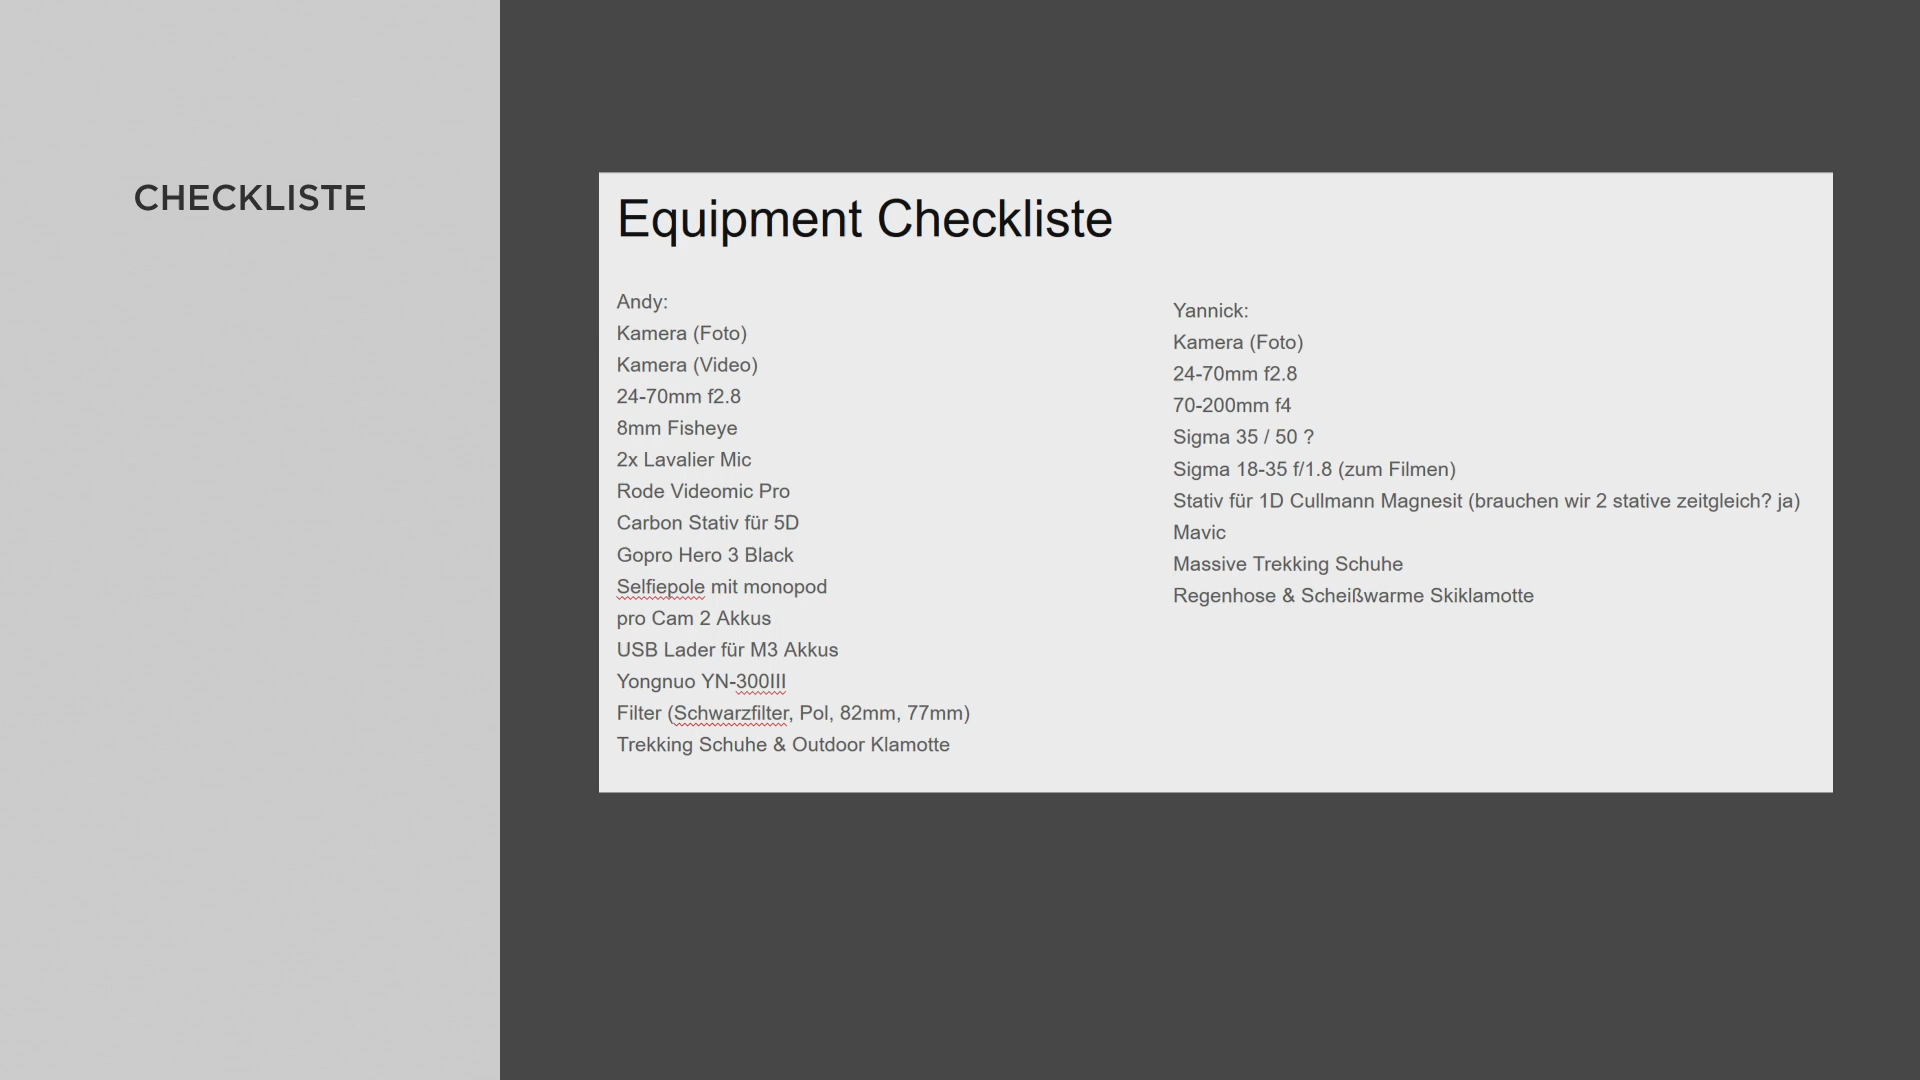 CHECKLISTE
Equipment Checkliste
Andy:
Kamera (Foto)
Kamera (Video)
24-70mm f2.8
8mm Fisheye
2x Lavalier Mic
Rode Videomic Pro
Carbon Stativ für 5D
Gopro Hero 3 Black
Selfiepole mit monopod
pro Cam 2 Akkus
USB Lader für M3 Akkus
Yongnuo YN-300III
Filter (Schwarzfilter, Pol, 82mm, 77mm)
Trekking Schuhe & Outdoor Klamotte
Yannick:
Kamera (Foto)
24-70mm f2.8
70-200mm f4
Sigma 35 / 50 ?
Sigma 18-35 f/1.8 (zum Filmen)
Stativ für 1D Cullmann Magnesit (brauchen wir 2 stative zeitgleich? ja)
Mavic
Massive Trekking Schuhe
Regenhose & Scheißwarme Skiklamotte